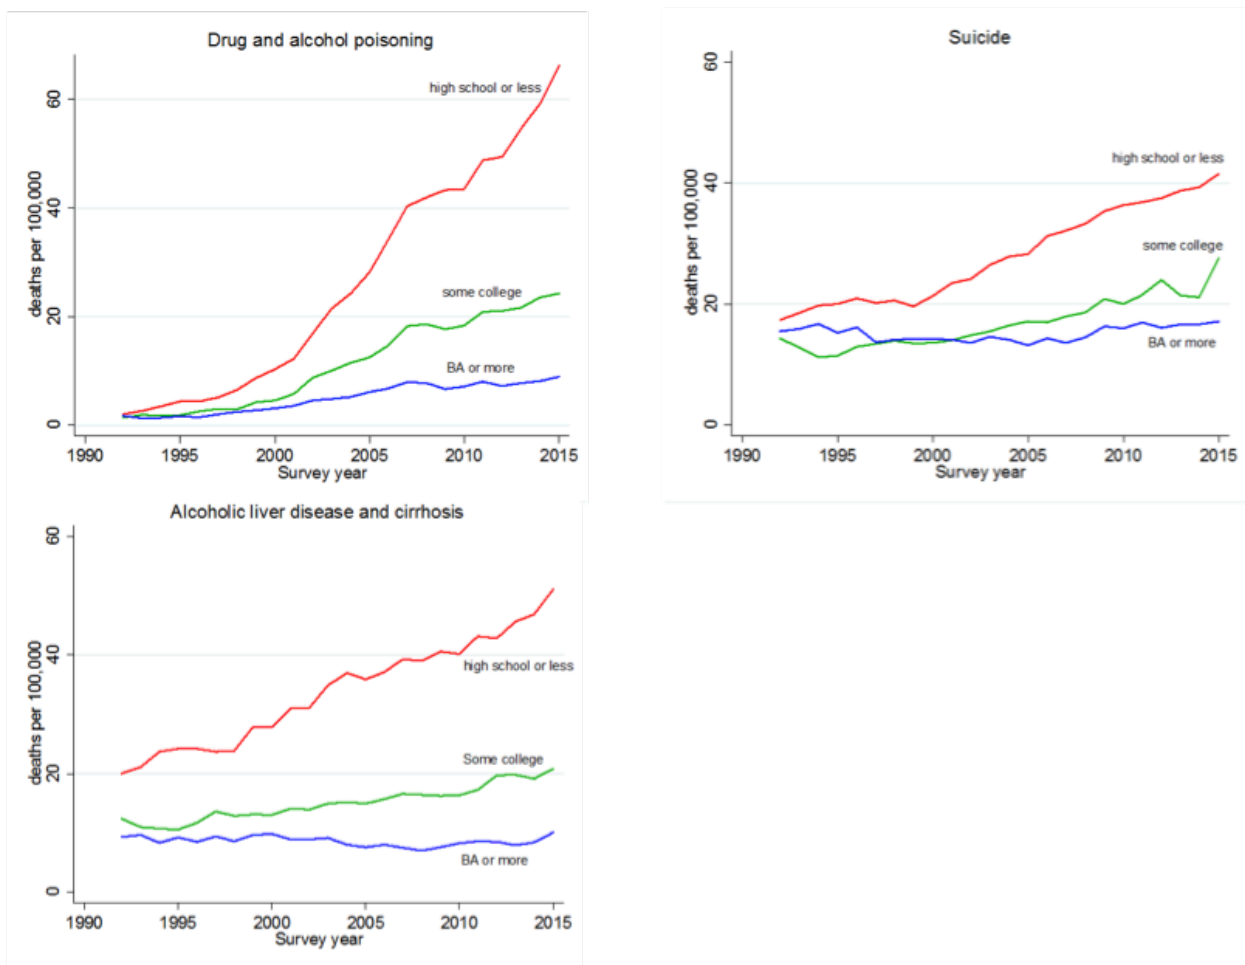 Drug and alcohol poisoning
deaths per 100,000
60
40
20
0
high school or less
some college
BA or more
1990 1995 2000 2005 2010 2015
Survey year
Suicide
deaths per 100,000
60
40
20
0
high school or less
some college
BA or more
1990 1995 2000 2005 2010 2015
Survey year
Alcoholic liver disease and cirrhosis
deaths per 100,000
60
40
20
0
high school or less
Some college
BA or more
1990 1995 2000 2005 2010 2015
Survey year